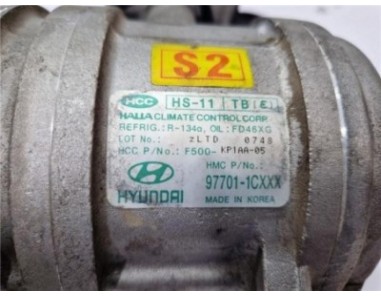 S2
HCC HS-11 TB(E)
HALLA CLIMATE CONTROL CORP.
REFRIG.: R-134a, OIL: FD46XG
LOT No.: zLTD 0748
HCC P/No.: F500-KP1AA-05
HMC P/No.:
HYUNDAI 97701-1CXXX
MADE IN KOREA